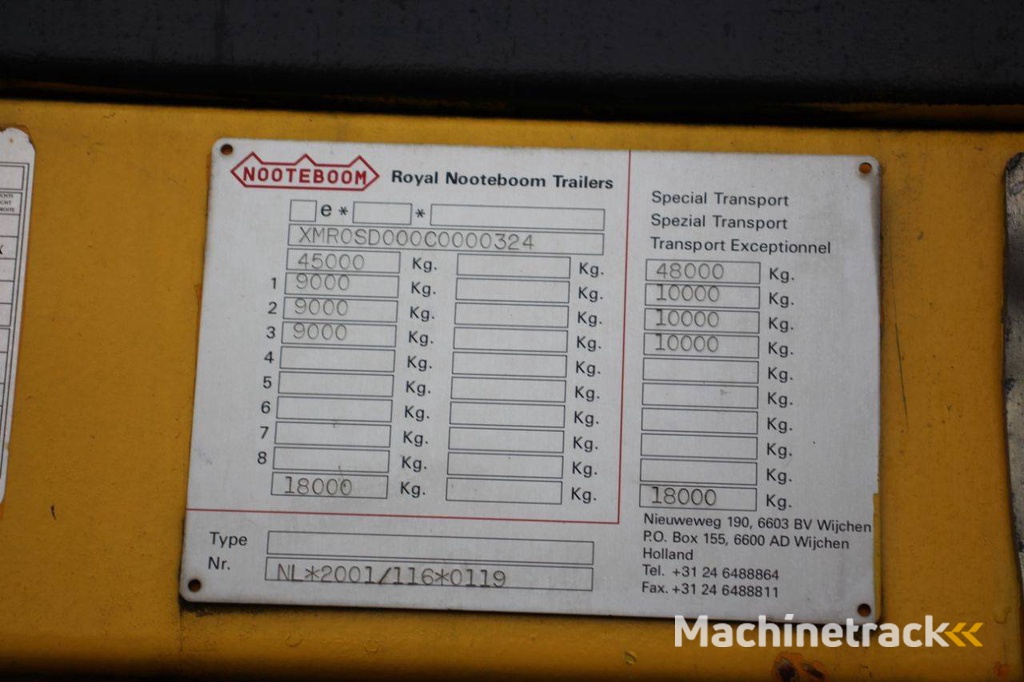 NOOTEBOOM Royal Nooteboom Trailers
e* *
XMR0SD000C0000324
45000 Kg. Kg.
1 9000 Kg. Kg.
2 9000 Kg. Kg.
3 9000 Kg. Kg.
4 Kg. Kg.
5 Kg. Kg.
6 Kg. Kg.
7 Kg. Kg.
8 Kg. Kg.
18000 Kg. Kg.
Type
Nr. NL*2001/116*0119
Special Transport
Spezial Transport
Transport Exceptionnel
48000 Kg.
10000 Kg.
10000 Kg.
10000 Kg.
Kg.
Kg.
Kg.
Kg.
Kg.
18000 Kg.
Nieuweweg 190, 6603 BV Wijchen
P.O. Box 155, 6600 AD Wijchen
Holland
Tel. +31 24 6488864
Fax. +31 24 6488811
Machinetrack